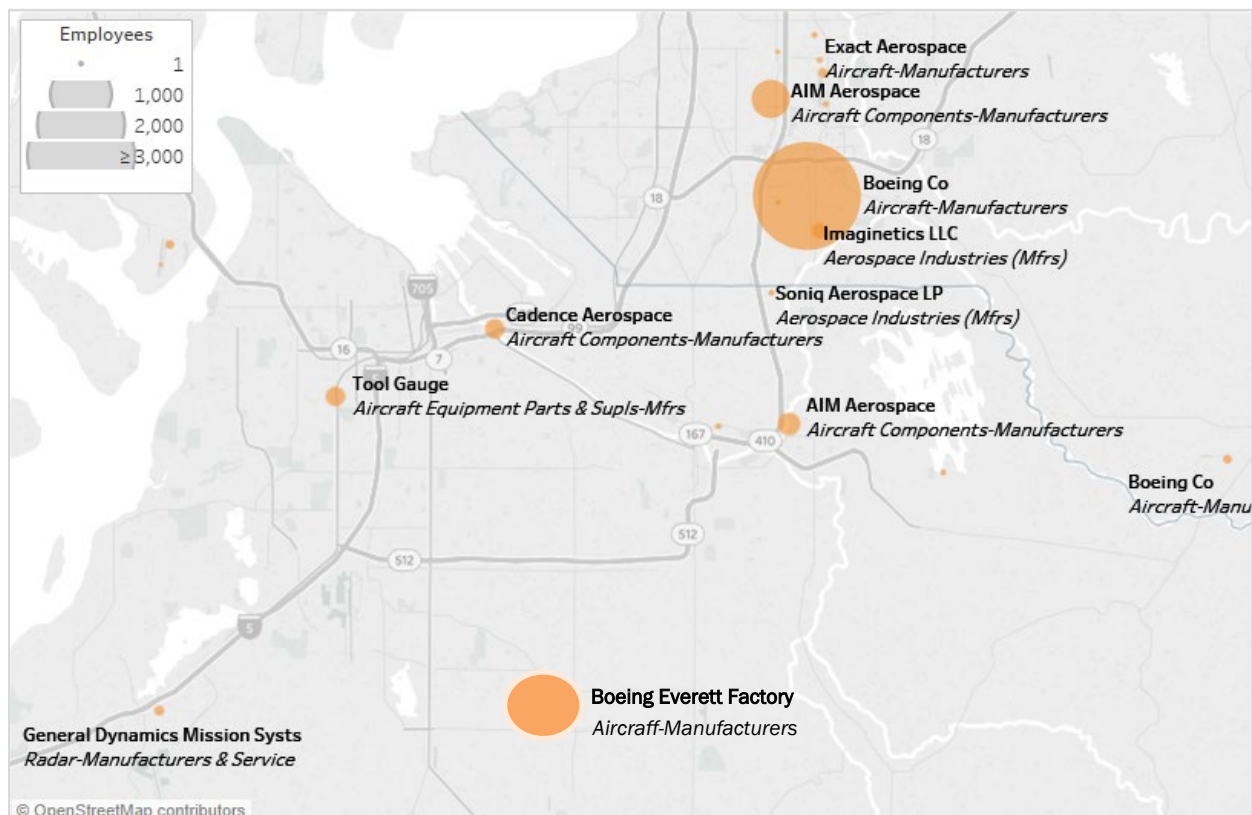 Employees
1
1,000
2,000
≥ 3,000
Exact Aerospace
Aircraft-Manufacturers
AIM Aerospace
Aircraft Components-Manufacturers
18
Boeing Co
Aircraft-Manufacturers
18
Imaginetics LLC
Aerospace Industries (Mfrs)
705
Soniq Aerospace LP
Aerospace Industries (Mfrs)
Cadence Aerospace
99
Aircraft Components-Manufacturers
16
7
Tool Gauge
Aircraft Equipment Parts & Supls-Mfrs
AIM Aerospace
Aircraft Components-Manufacturers
167
410
Boeing Co
Aircraft-Manu
512
512
5
Boeing Everett Factory
Aircraff-Manufacturers
General Dynamics Mission Systs
Radar-Manufacturers & Service
© OpenStreetMap contributors